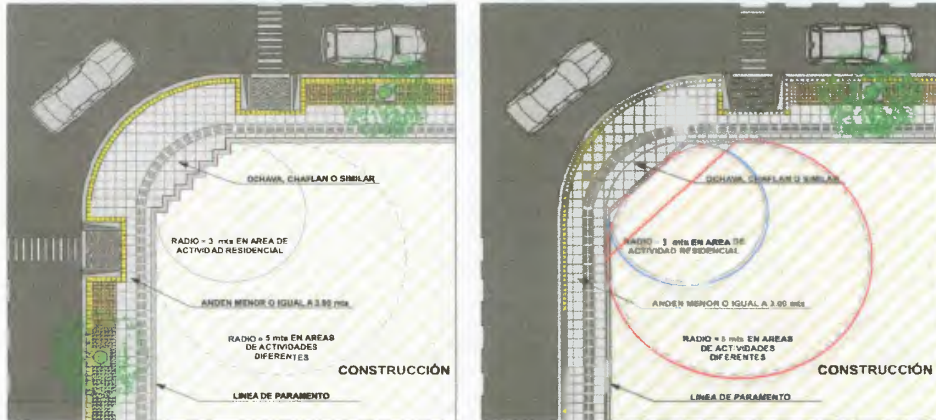 OCHAVA, CHAFLAN O SIMILAR
RADIO = 3 mts EN AREA DE
ACTIVIDAD RESIDENCIAL
ANDEN MENOR O IGUAL A 3.00 mts
RADIO = 5 mts EN AREAS
DE ACTIVIDADES
DIFERENTES
CONSTRUCCIÓN
LINEA DE PARAMENTO
OCHAVA, CHAFLAN O SIMILAR
RADIO = 3 mts EN AREA DE
ACTIVIDAD RESIDENCIAL
ANDEN MENOR O IGUAL A 3.00 mts
RADIO = 5 mts EN AREAS
DE ACTIVIDADES
DIFERENTES
CONSTRUCCIÓN
LINEA DE PARAMENTO